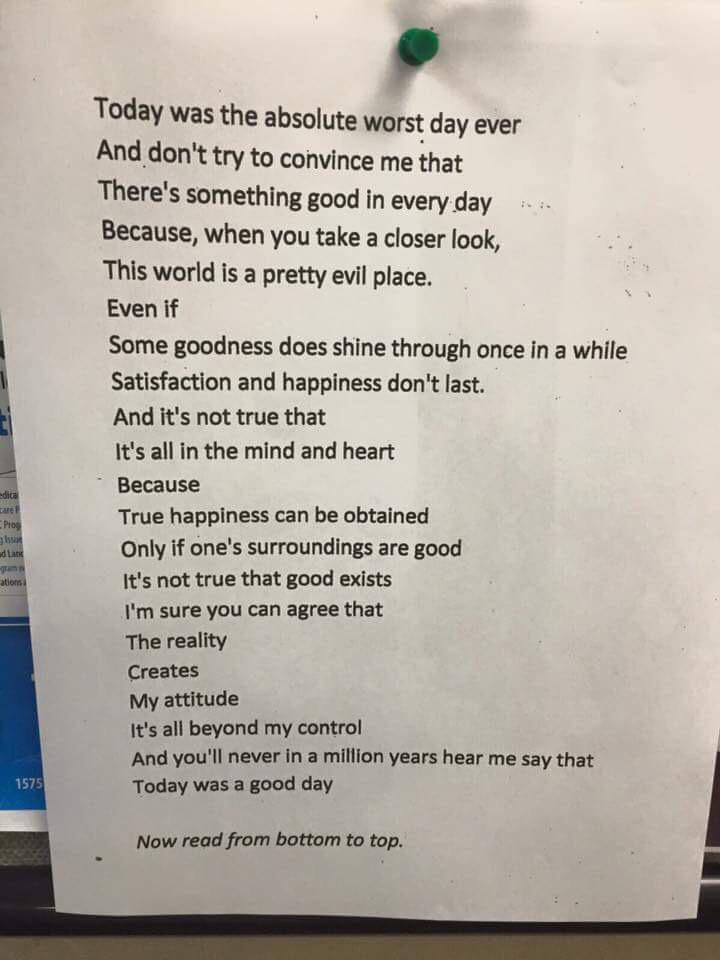 Today was the absolute worst day ever
And don't try to convince me that
There's something good in every day
Because, when you take a closer look,
This world is a pretty evil place.
Even if
Some goodness does shine through once in a while
Satisfaction and happiness don't last.
And it's not true that
It's all in the mind and heart
Because
True happiness can be obtained
Only if one's surroundings are good
It's not true that good exists
I'm sure you can agree that
The reality
Creates
My attitude
It's all beyond my control
And you'll never in a million years hear me say that
Today was a good day
Now read from bottom to top.
1575